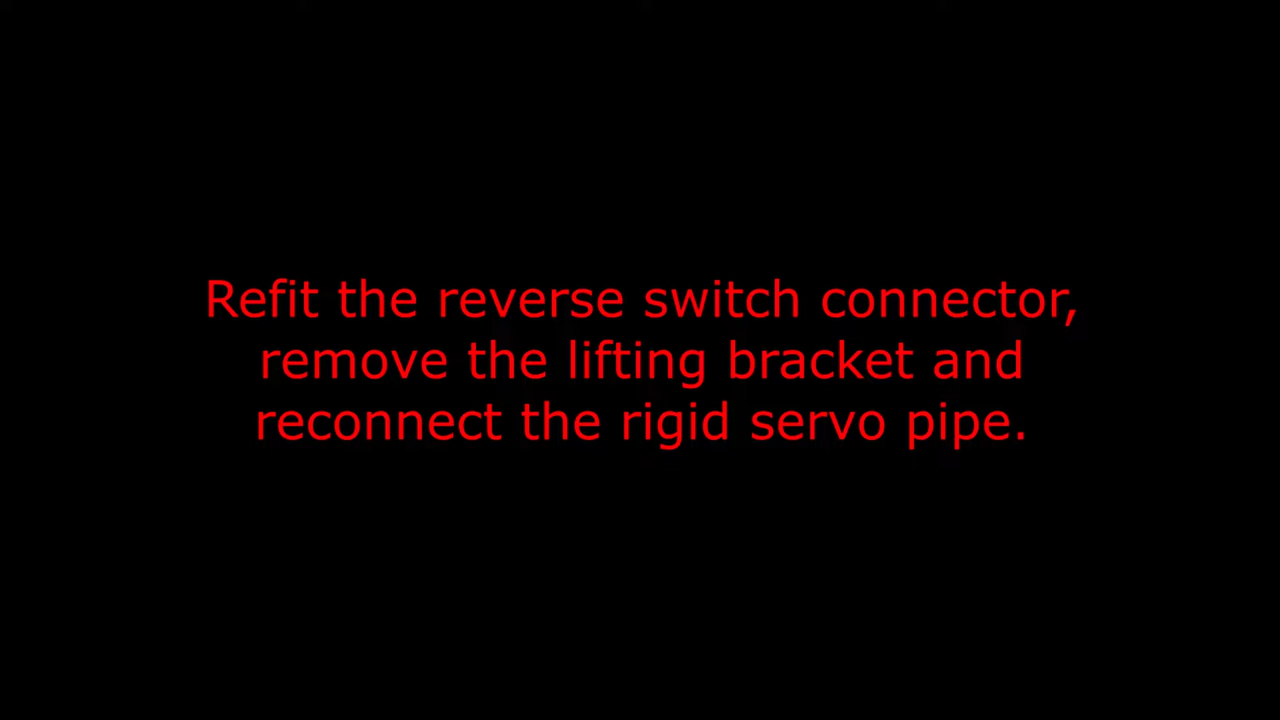 Refit the reverse switch connector,
remove the lifting bracket and
reconnect the rigid servo pipe.